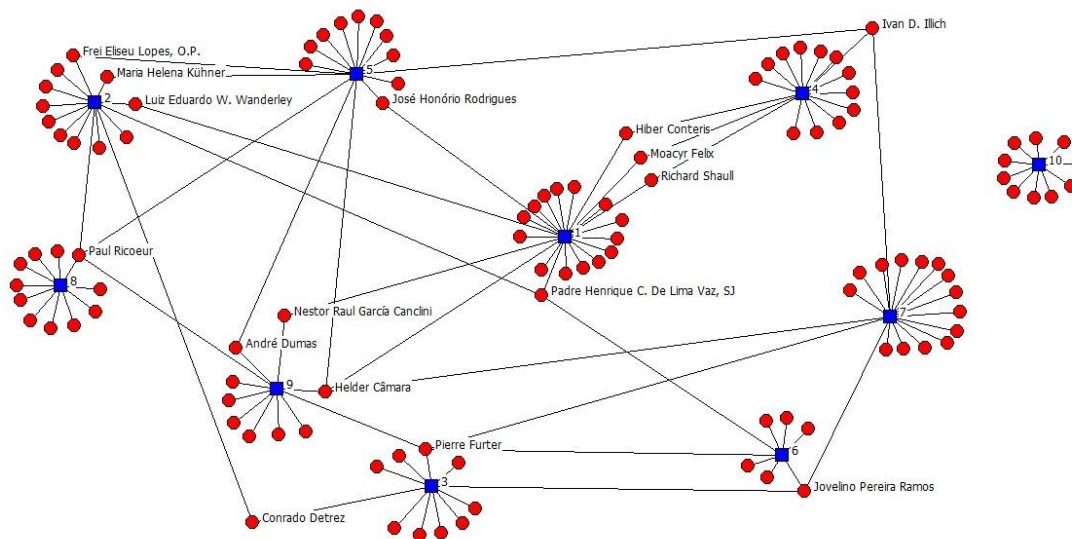 Ivan D. Illich
Frei Eliseu Lopes, O.P.
5
Maria Helena Kühner
4
2
Luiz Eduardo W. Wanderley
José Honório Rodrigues
Hiber Conteris
Moacyr Felix
10
Richard Shaull
1
Paul Ricoeur
8
Padre Henrique C. De Lima Vaz, SJ
Nestor Raul García Canclini
7
André Dumas
9
Helder Câmara
Pierre Furter
6
3
Jovelino Pereira Ramos
Conrado Detrez